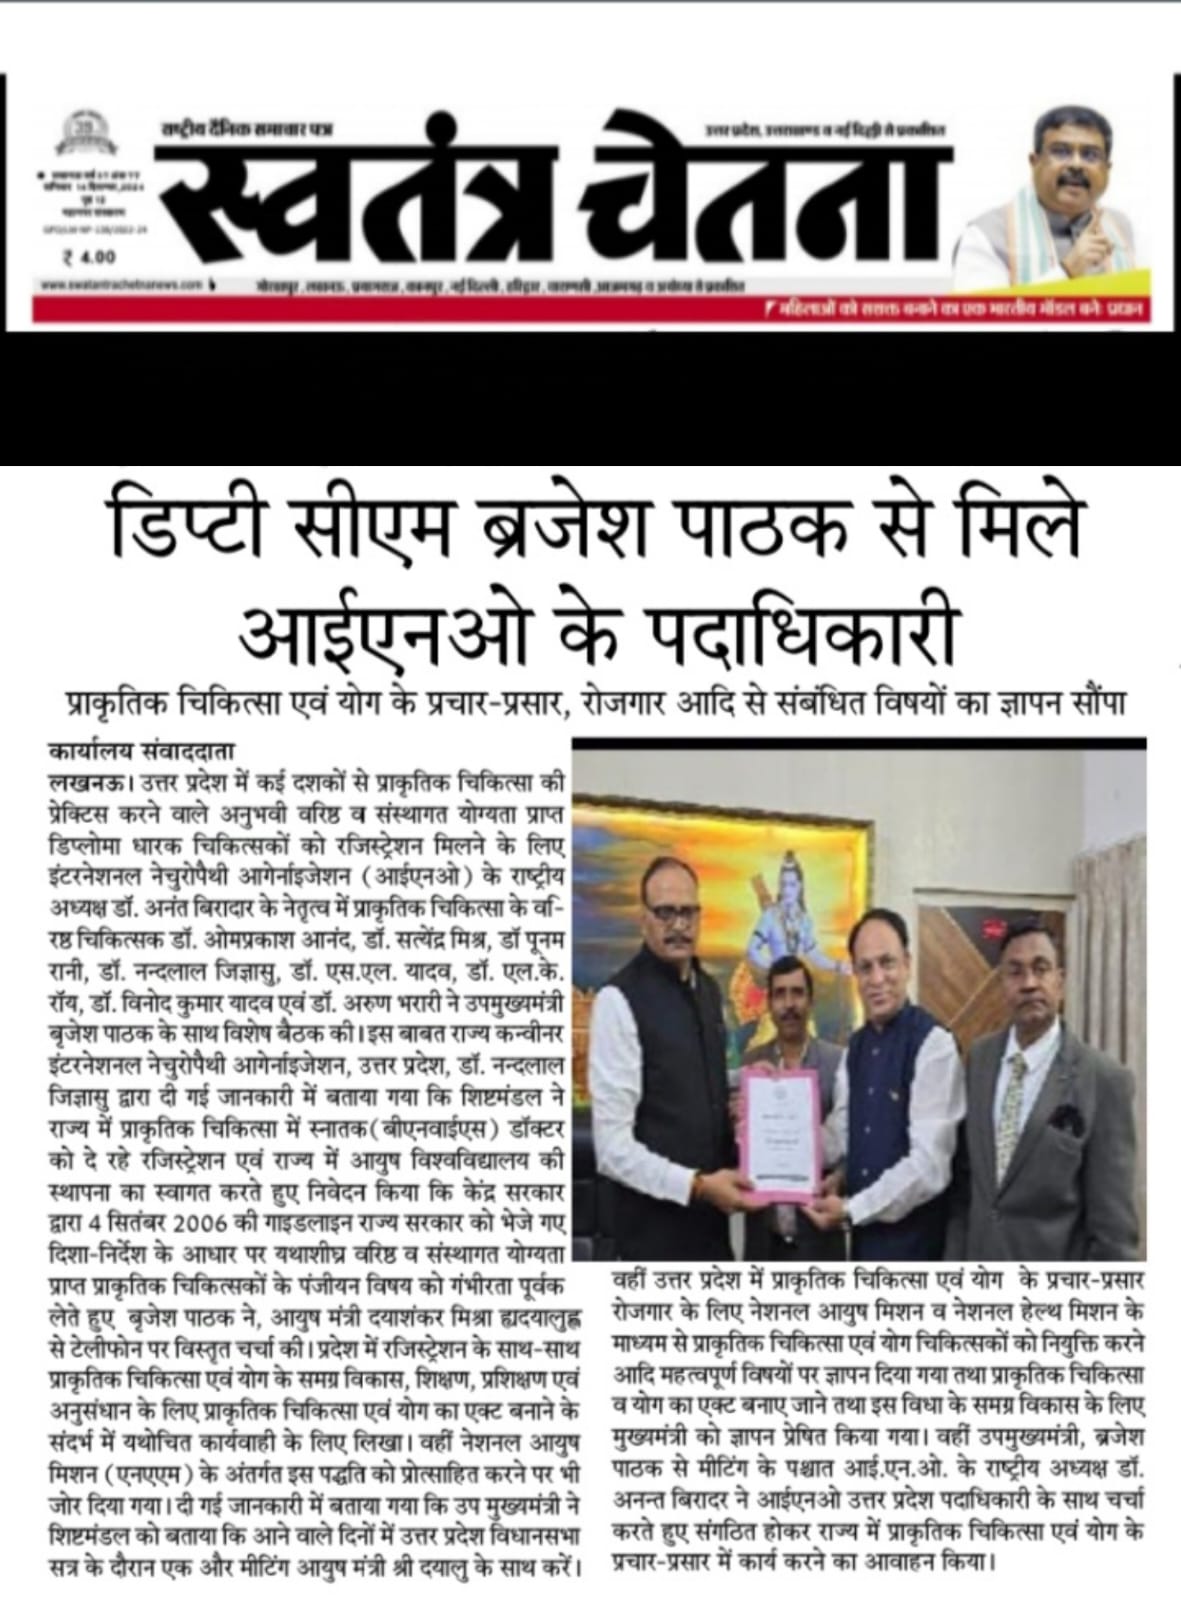 राष्ट्रीय दैनिक समाचार पत्र
उत्तर प्रदेश, उत्तराखण्ड व नई दिल्ली से प्रकाशित
स्वतंत्र चेतना
₹ 4.00
www.swatantrachetnanews.com
गोरखपुर, लखनऊ, प्रयागराज, कानपुर, नई दिल्ली, हरिद्वार, वाराणसी, आजमगढ़ व अयोध्या से प्रकाशित
महिलाओं को सशक्त बनाने का एक भारतीय मॉडल बने: प्रधान
डिप्टी सीएम ब्रजेश पाठक से मिले
आईएनओ के पदाधिकारी
प्राकृतिक चिकित्सा एवं योग के प्रचार-प्रसार, रोजगार आदि से संबंधित विषयों का ज्ञापन सौंपा
कार्यालय संवाददाता
लखनऊ। उत्तर प्रदेश में कई दशकों से प्राकृतिक चिकित्सा की
प्रेक्टिस करने वाले अनुभवी वरिष्ठ व संस्थागत योग्यता प्राप्त
डिप्लोमा धारक चिकित्सकों को रजिस्ट्रेशन मिलने के लिए
इंटरनेशनल नेचुरोपैथी आगेर्नाइजेशन (आईएनओ) के राष्ट्रीय
अध्यक्ष डॉ. अनंत बिरादार के नेतृत्व में प्राकृतिक चिकित्सा के वरि-
रष्ठ चिकित्सक डॉ. ओमप्रकाश आनंद, डॉ. सत्येंद्र मिश्र, डॉ पूनम
रानी, डॉ. नन्दलाल जिज्ञासु, डॉ. एस.एल. यादव, डॉ. एल.के.
रॉय, डॉ. विनोद कुमार यादव एवं डॉ. अरुण भरारी ने उपमुख्यमंत्री
बृजेश पाठक के साथ विशेष बैठक की। इस बाबत राज्य कन्वीनर
इंटरनेशनल नेचुरोपैथी आगेर्नाइजेशन, उत्तर प्रदेश, डॉ. नन्दलाल
जिज्ञासु द्वारा दी गई जानकारी में बताया गया कि शिष्टमंडल ने
राज्य में प्राकृतिक चिकित्सा में स्नातक(बीएनवाईएस) डॉक्टर
को दे रहे रजिस्ट्रेशन एवं राज्य में आयुष विश्वविद्यालय की
स्थापना का स्वागत करते हुए निवेदन किया कि केंद्र सरकार
द्वारा 4 सितंबर 2006 की गाइडलाइन राज्य सरकार को भेजे गए
दिशा-निर्देश के आधार पर यथाशीघ्र वरिष्ठ व संस्थागत योग्यता
प्राप्त प्राकृतिक चिकित्सकों के पंजीयन विषय को गंभीरता पूर्वक
लेते हुए बृजेश पाठक ने, आयुष मंत्री दयाशंकर मिश्रा ह्यदयालुह्ण
से टेलीफोन पर विस्तृत चर्चा की। प्रदेश में रजिस्ट्रेशन के साथ-साथ
प्राकृतिक चिकित्सा एवं योग के समग्र विकास, शिक्षण, प्रशिक्षण एवं
अनुसंधान के लिए प्राकृतिक चिकित्सा एवं योग का एक्ट बनाने के
संदर्भ में यथोचित कार्यवाही के लिए लिखा। वहीं नेशनल आयुष
मिशन (एनएएम) के अंतर्गत इस पद्धति को प्रोत्साहित करने पर भी
जोर दिया गया। दी गई जानकारी में बताया गया कि उप मुख्यमंत्री ने
शिष्टमंडल को बताया कि आने वाले दिनों में उत्तर प्रदेश विधानसभा
सत्र के दौरान एक और मीटिंग आयुष मंत्री श्री दयालु के साथ करें।
वहीं उत्तर प्रदेश में प्राकृतिक चिकित्सा एवं योग के प्रचार-प्रसार
रोजगार के लिए नेशनल आयुष मिशन व नेशनल हेल्थ मिशन के
माध्यम से प्राकृतिक चिकित्सा एवं योग चिकित्सकों को नियुक्ति करने
आदि महत्वपूर्ण विषयों पर ज्ञापन दिया गया तथा प्राकृतिक चिकित्सा
व योग का एक्ट बनाए जाने तथा इस विधा के समग्र विकास के लिए
मुख्यमंत्री को ज्ञापन प्रेषित किया गया। वहीं उपमुख्यमंत्री, ब्रजेश
पाठक से मीटिंग के पश्चात आई.एन.ओ. के राष्ट्रीय अध्यक्ष डॉ.
अनन्त बिरादर ने आईएनओ उत्तर प्रदेश पदाधिकारी के साथ चर्चा
करते हुए संगठित होकर राज्य में प्राकृतिक चिकित्सा एवं योग के
प्रचार-प्रसार में कार्य करने का आवाहन किया।